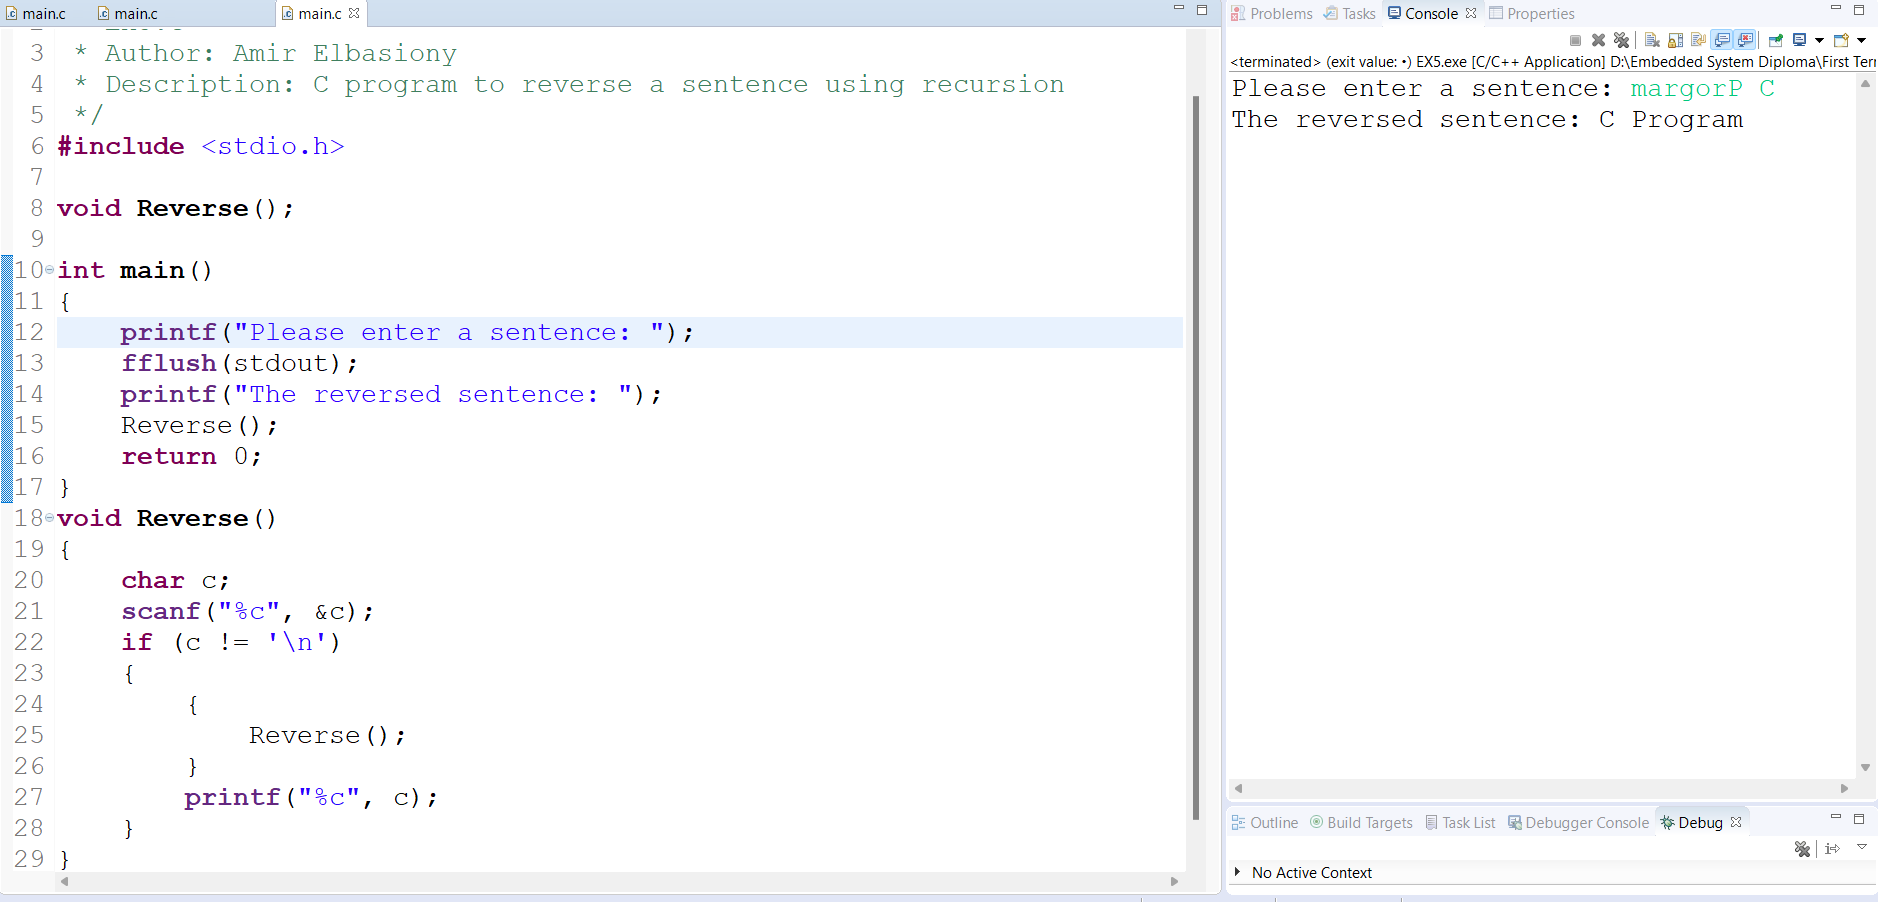 main.c
main.c
main.c
3 * Author: Amir Elbasiony
4 * Description: C program to reverse a sentence using recursion
5 */
6 #include <stdio.h>
7
8 void Reverse();
9
10 int main()
11 {
12 printf("Please enter a sentence: ");
13 fflush(stdout);
14 printf("The reversed sentence: ");
15 Reverse();
16 return 0;
17 }
18 void Reverse()
19 {
20 char c;
21 scanf("%c", &c);
22 if (c != '\n')
23 {
24 {
25 Reverse();
26 }
27 printf("%c", c);
28 }
29 }
Problems Tasks Console Properties
<terminated> (exit value: •) EX5.exe [C/C++ Application] D:\Embedded System Diploma\First Ter
Please enter a sentence: margorP C
The reversed sentence: C Program
Outline Build Targets Task List Debugger Console Debug
No Active Context